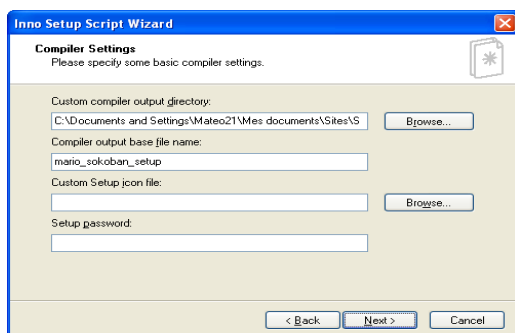 Inno Setup Script Wizard
Compiler Settings
Please specify some basic compiler settings.
Custom compiler output directory:
C:\Documents and Settings\Mateo21\Mes documents\Sites\S
Browse...
Compiler output base file name:
mario_sokoban_setup
Custom Setup icon file:
Browse...
Setup password:
< Back
Next >
Cancel